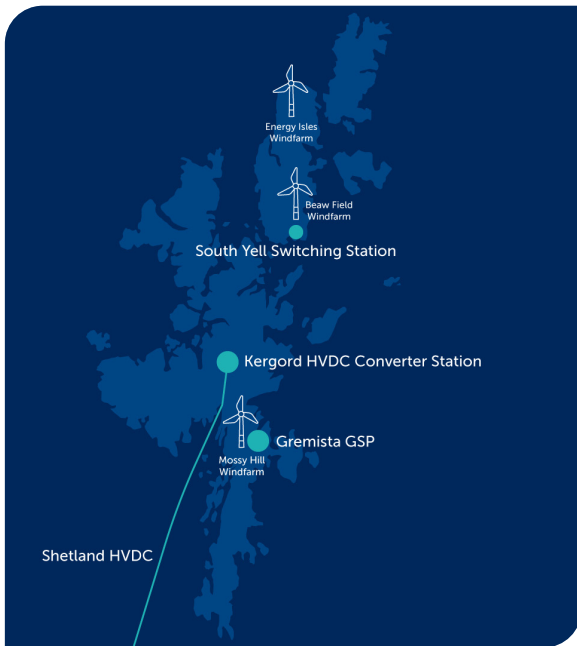 Energy Isles
Windfarm
Beaw Field
Windfarm
South Yell Switching Station
Kergord HVDC Converter Station
Gremista GSP
Mossy Hill
Windfarm
Shetland HVDC